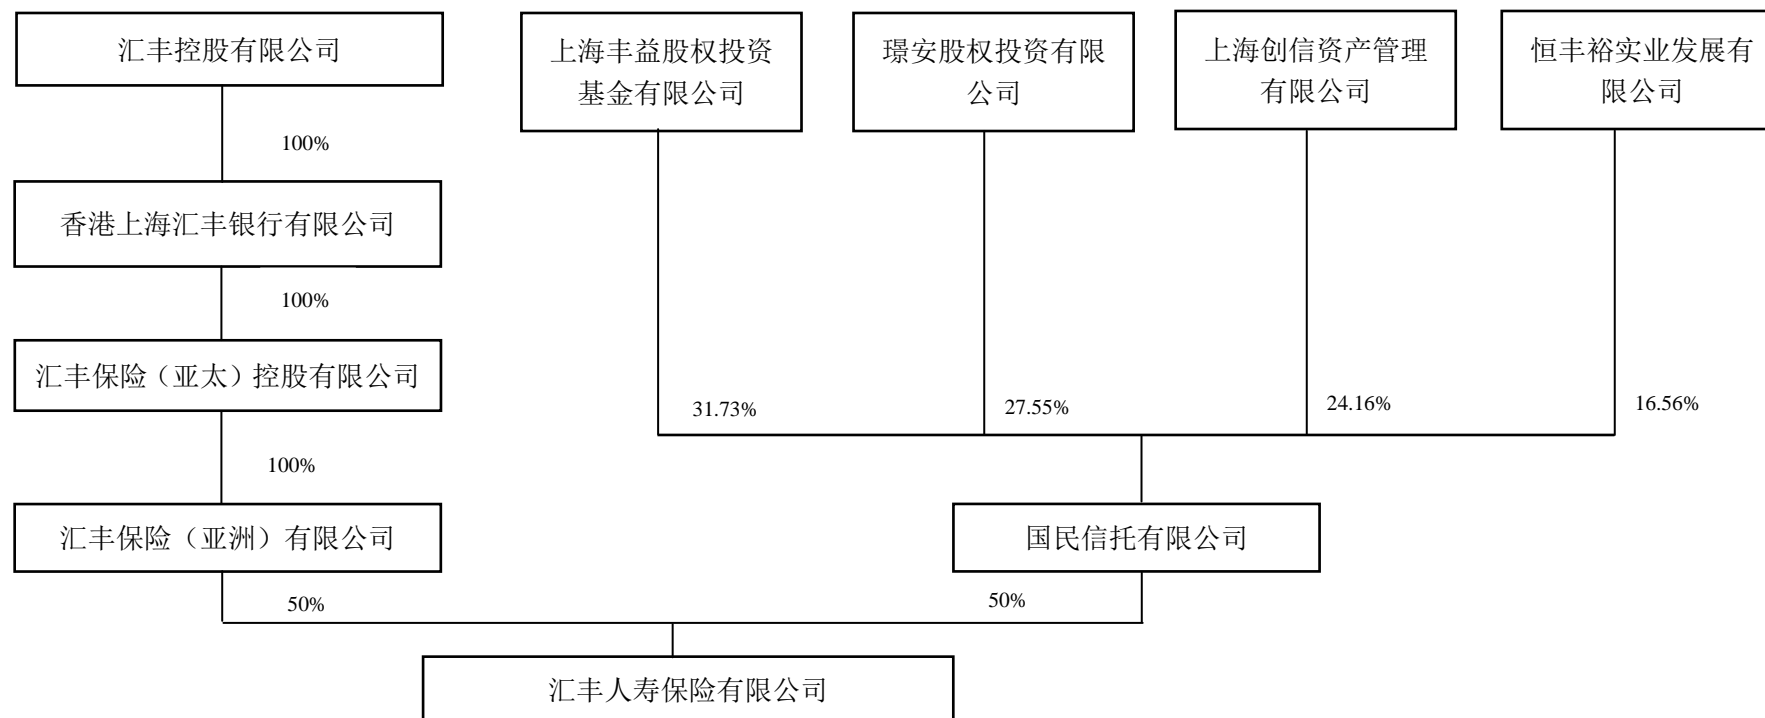 汇丰控股有限公司
上海丰益股权投资
基金有限公司
璟安股权投资有限
公司
上海创信资产管理
有限公司
恒丰裕实业发展有
限公司
100%
香港上海汇丰银行有限公司
100%
汇丰保险（亚太）控股有限公司
31.73%
27.55%
24.16%
16.56%
100%
汇丰保险（亚洲）有限公司
国民信托有限公司
50%
50%
汇丰人寿保险有限公司